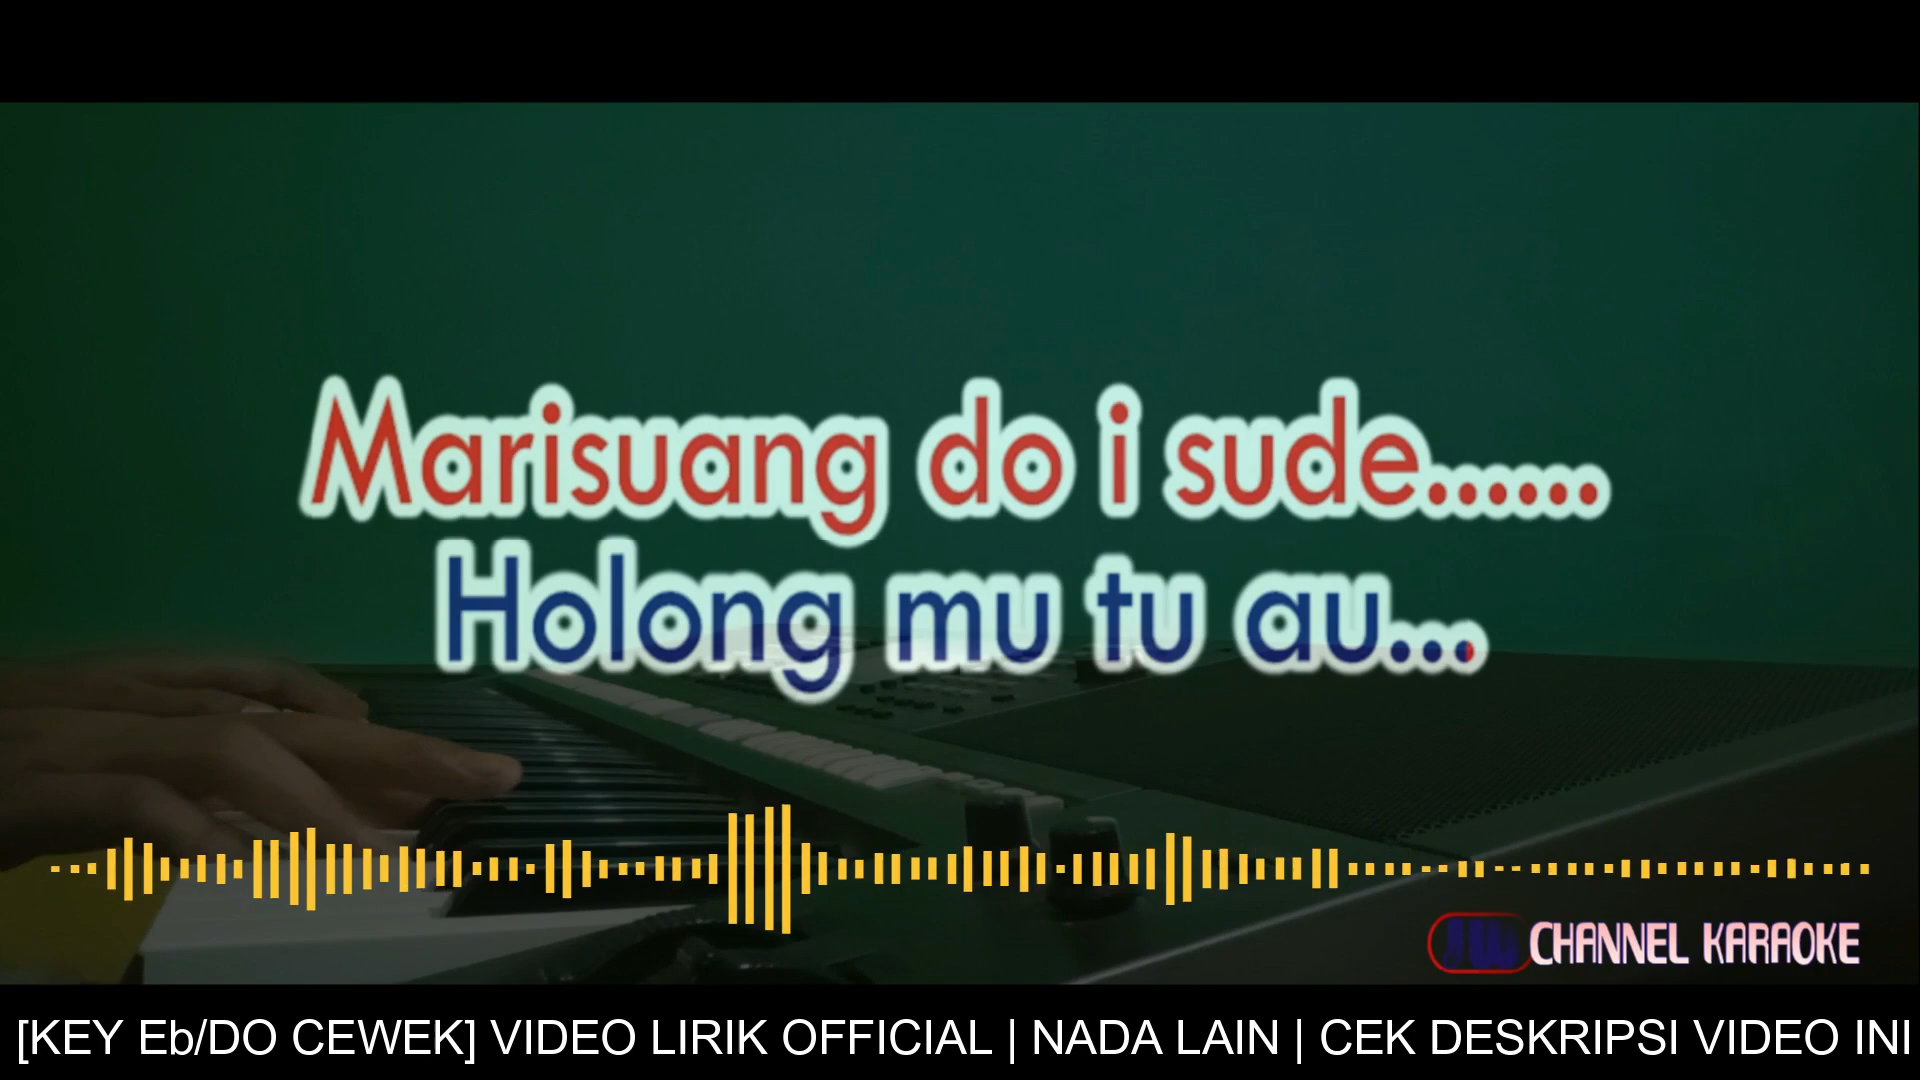 Marisuang do i sude......
Holong mu tu au...
JW CHANNEL KARAOKE
[KEY Eb/DO CEWEK] VIDEO LIRIK OFFICIAL | NADA LAIN | CEK DESKRIPSI VIDEO INI